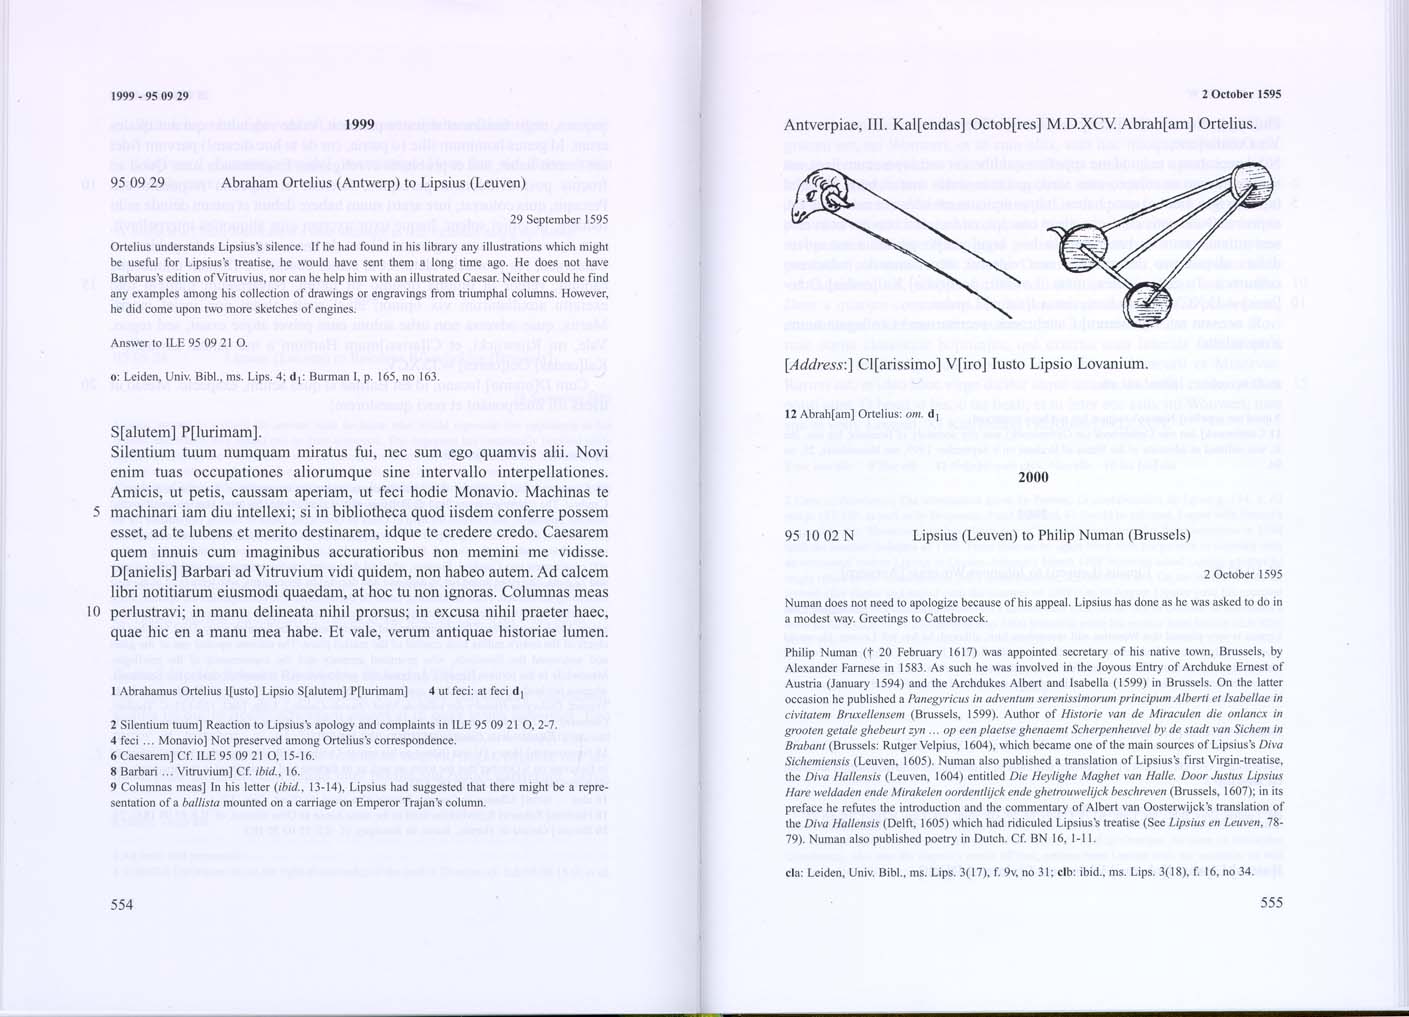 1999 - 95 09 29
1999
95 09 29 Abraham Ortelius (Antwerp) to Lipsius (Leuven)
29 September 1595
Ortelius understands Lipsius's silence. If he had found in his library any illustrations which might
be useful for Lipsius's treatise, he would have sent them a long time ago. He does not have
Barbarus's edition of Vitruvius, nor can he help him with an illustrated Caesar. Neither could he find
any examples among his collection of drawings or engravings from triumphal columns. However,
he did come upon two more sketches of engines.
Answer to ILE 95 09 21 O.
o: Leiden, Univ. Bibl., ms. Lips. 4; d1: Burman I, p. 165, no 163.
S[alutem] P[lurimam].
Silentium tuum numquam miratus fui, nec sum ego quamvis alii. Novi
enim tuas occupationes aliorumque sine intervallo interpellationes.
Amicis, ut petis, caussam aperiam, ut feci hodie Monavio. Machinas te
5 machinari iam diu intellexi; si in bibliotheca quod iisdem conferre possem
esset, ad te lubens et merito destinarem, idque te credere credo. Caesarem
quem innuis cum imaginibus accuratioribus non memini me vidisse.
D[anielis] Barbari ad Vitruvium vidi quidem, non habeo autem. Ad calcem
libri notitiarum eiusmodi quaedam, at hoc tu non ignoras. Columnas meas
10 perlustravi; in manu delineata nihil prorsus; in excusa nihil praeter haec,
quae hic en a manu mea habe. Et vale, verum antiquae historiae lumen.
1 Abrahamus Ortelius I[usto] Lipsio S[alutem] P[lurimam] 4 ut feci: at feci d1
2 Silentium tuum] Reaction to Lipsius's apology and complaints in ILE 95 09 21 O, 2-7.
4 feci ... Monavio] Not preserved among Ortelius's correspondence.
6 Caesarem] Cf. ILE 95 09 21 O, 15-16.
8 Barbari ... Vitruvium] Cf. ibid., 16.
9 Columnas meas] In his letter (ibid., 13-14), Lipsius had suggested that there might be a repre-
sentation of a ballista mounted on a carriage on Emperor Trajan's column.
554
2 October 1595
Antverpiae, III. Kal[endas] Octob[res] M.D.XCV. Abrah[am] Ortelius.
[Address:] Cl[arissimo] V[iro] Iusto Lipsio Lovanium.
12 Abrah[am] Ortelius: om. d1
2000
95 10 02 N Lipsius (Leuven) to Philip Numan (Brussels)
2 October 1595
Numan does not need to apologize because of his appeal. Lipsius has done as he was asked to do in
a modest way. Greetings to Cattebroeck.
Philip Numan († 20 February 1617) was appointed secretary of his native town, Brussels, by
Alexander Farnese in 1583. As such he was involved in the Joyous Entry of Archduke Ernest of
Austria (January 1594) and the Archdukes Albert and Isabella (1599) in Brussels. On the latter
occasion he published a Panegyricus in adventum serenissimorum principum Alberti et Isabellae in
civitatem Bruxellensem (Brussels, 1599). Author of Historie van de Miraculen die onlancx in
grooten getale ghebeurt zyn ... op een plaetse ghenaemt Scherpenheuvel by de stadt van Sichem in
Brabant (Brussels: Rutger Velpius, 1604), which became one of the main sources of Lipsius's Diva
Sichemiensis (Leuven, 1605). Numan also published a translation of Lipsius's first Virgin-treatise,
the Diva Hallensis (Leuven, 1604) entitled Die Heylighe Maghet van Halle. Door Justus Lipsius
Hare weldaden ende Mirakelen oordentlijck ende ghetrouwelijck beschreven (Brussels, 1607); in its
preface he refutes the introduction and the commentary of Albert van Oosterwijck's translation of
the Diva Hallensis (Delft, 1605) which had ridiculed Lipsius's treatise (See Lipsius en Leuven, 78-
79). Numan also published poetry in Dutch. Cf. BN 16, 1-11.
cla: Leiden, Univ. Bibl., ms. Lips. 3(17), f. 9v, no 31; clb: ibid., ms. Lips. 3(18), f. 16, no 34.
555